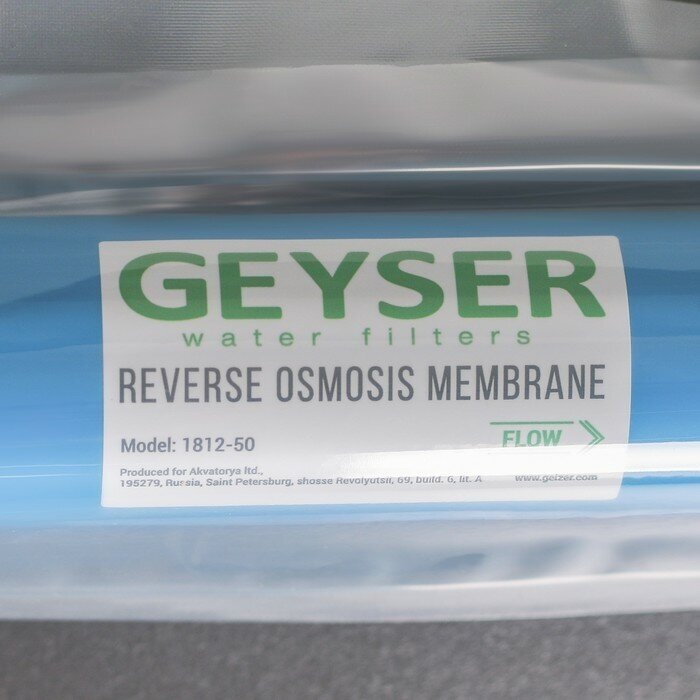 GEYSER
water filters
REVERSE OSMOSIS MEMBRANE
Model: 1812-50
FLOW
Produced for Akvatorya ltd.,
195279, Russia, Saint Petersburg, shosse Revolyutsii, 69, build. 6, lit. A
www.geizer.com